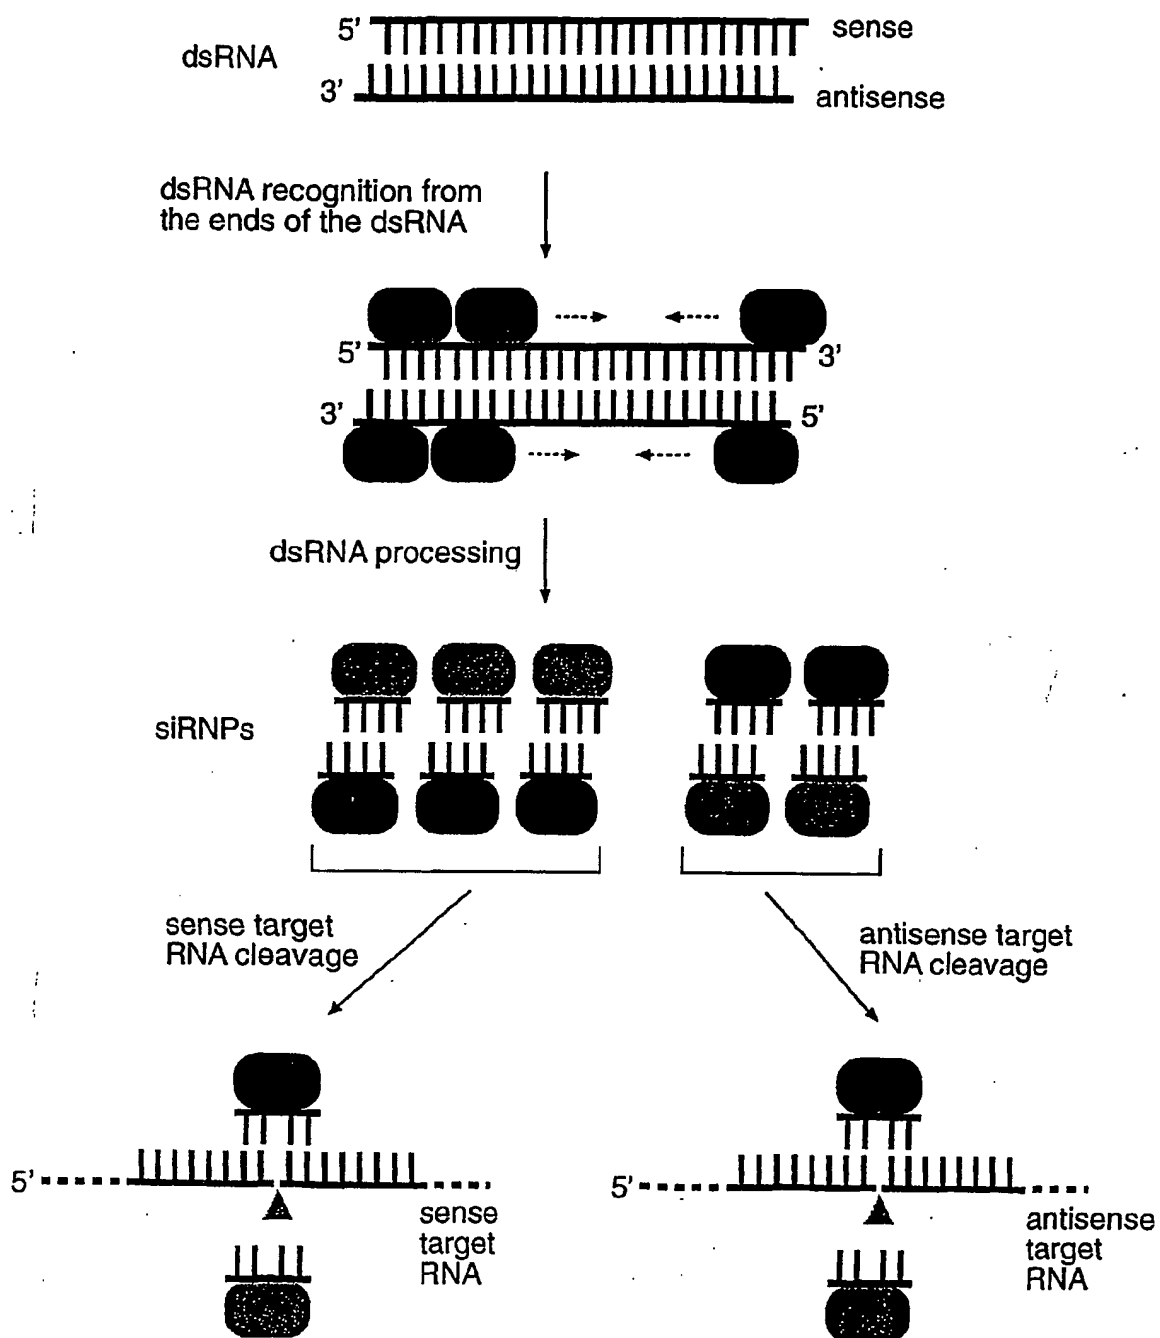 5' sense
dsRNA
3' antisense
dsRNA recognition from
the ends of the dsRNA
5' 3'
3' 5'
dsRNA processing
siRNPs
sense target
RNA cleavage
antisense target
RNA cleavage
5'
sense
target
RNA
5'
antisense
target
RNA